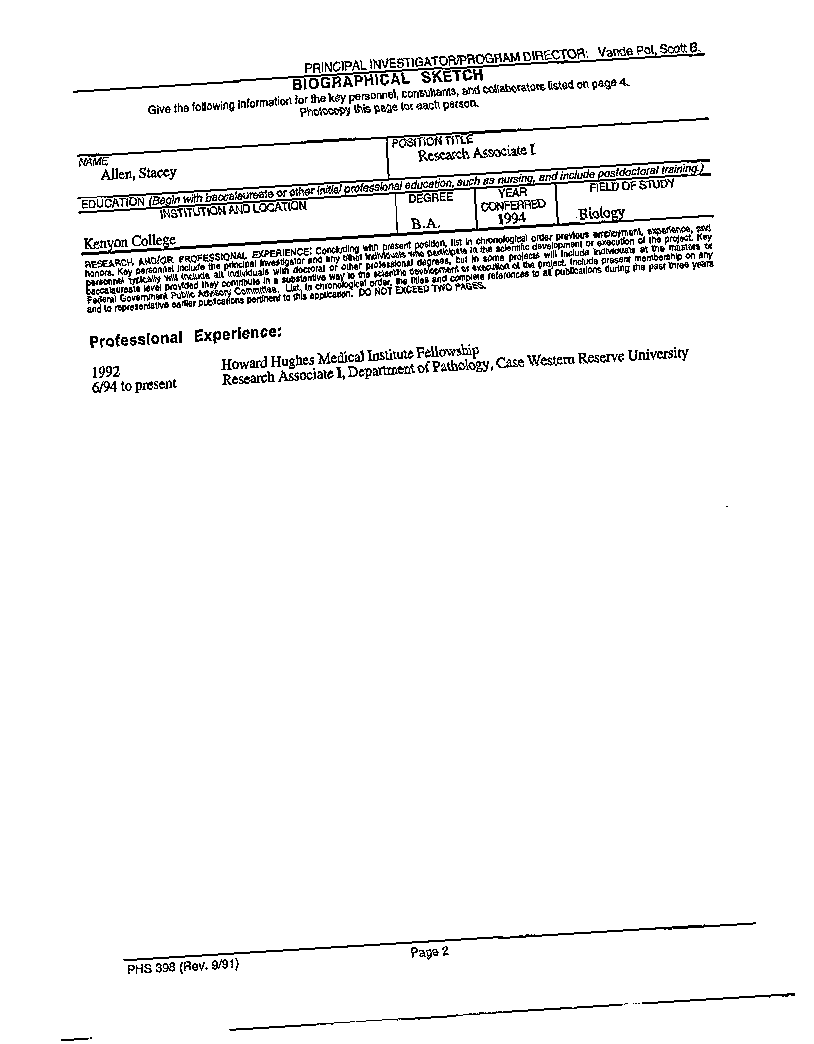 PRINCIPAL INVESTIGATOR/PROGRAM DIRECTOR: Vande Pol, Scott B.
BIOGRAPHICAL SKETCH
Give the following information for the key personnel, consultants, and collaborators listed on page 4.
Photocopy this page for each person.
NAME
Allen, Stacey
POSITION TITLE
Research Associate I
EDUCATION (Begin with baccalaureate or other initial professional education, such as nursing, and include postdoctoral training.)
INSTITUTION AND LOCATION DEGREE YEAR CONFERRED FIELD OF STUDY
Kenyon College B.A. 1994 Biology
RESEARCH AND/OR PROFESSIONAL EXPERIENCE: Concluding with present position, list in chronological order previous employment, experience, and
honors. Key personnel include the principal investigator and any other individuals who participate in the scientific development or execution of the project. Key
personnel typically will include all individuals with doctoral or other professional degrees, but in some projects will include individuals at the masters or
baccalaureate level provided they contribute in a substantive way to the scientific development or execution of the project. Include present membership on any
Federal Government Public Advisory Committee. List, in chronological order, the titles and complete references to all publications during the past three years
and to representative earlier publications pertinent to this application. DO NOT EXCEED TWO PAGES.
Professional Experience:
1992 Howard Hughes Medical Institute Fellowship
6/94 to present Research Associate I, Department of Pathology, Case Western Reserve University
PHS 398 (Rev. 9/91) Page 2